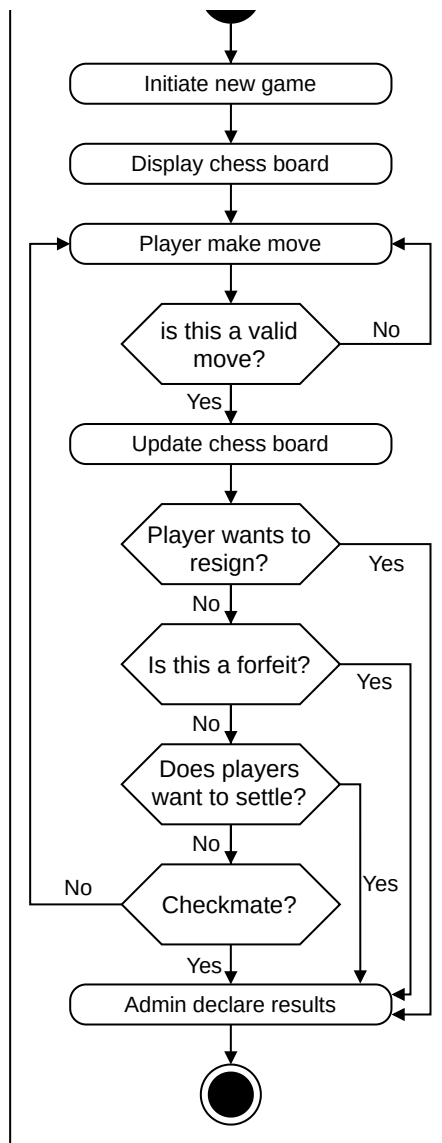 Initiate new game
Display chess board
Player make move
is this a valid
move?
No
Yes
Update chess board
Player wants to
resign?
Yes
No
Is this a forfeit?
Yes
No
Does players
want to settle?
No
Yes
No
Checkmate?
Yes
Admin declare results